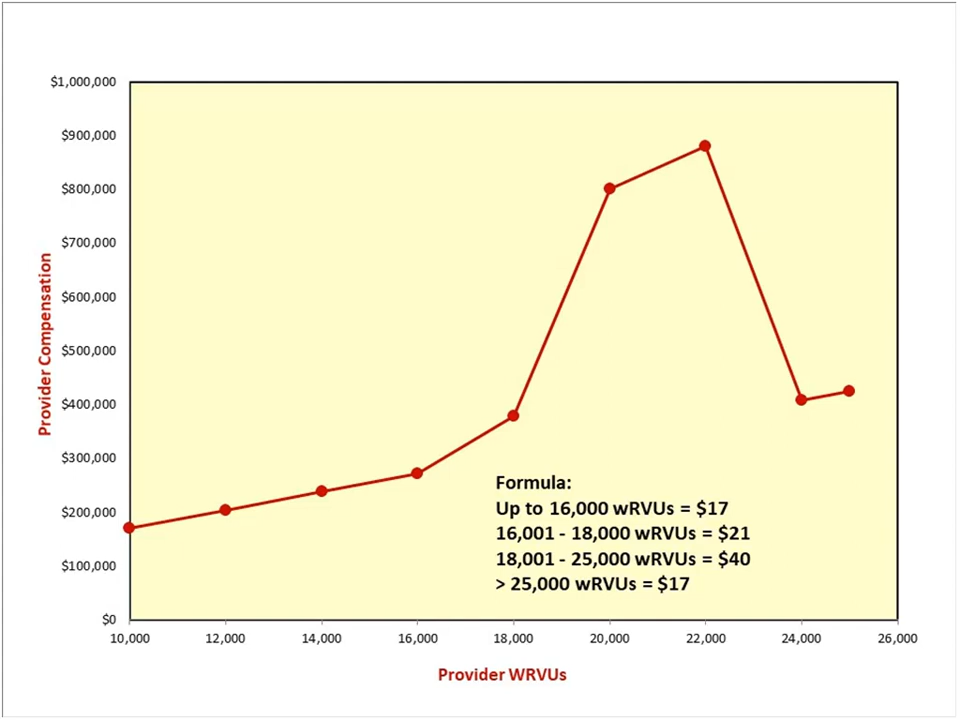 $1,000,000
$900,000
$800,000
$700,000
$600,000
$500,000
$400,000
$300,000
$200,000
$100,000
$0
Provider Compensation
Formula:
Up to 16,000 wRVUs = $17
16,001 - 18,000 wRVUs = $21
18,001 - 25,000 wRVUs = $40
> 25,000 wRVUs = $17
10,000 12,000 14,000 16,000 18,000 20,000 22,000 24,000 26,000
Provider WRVUs